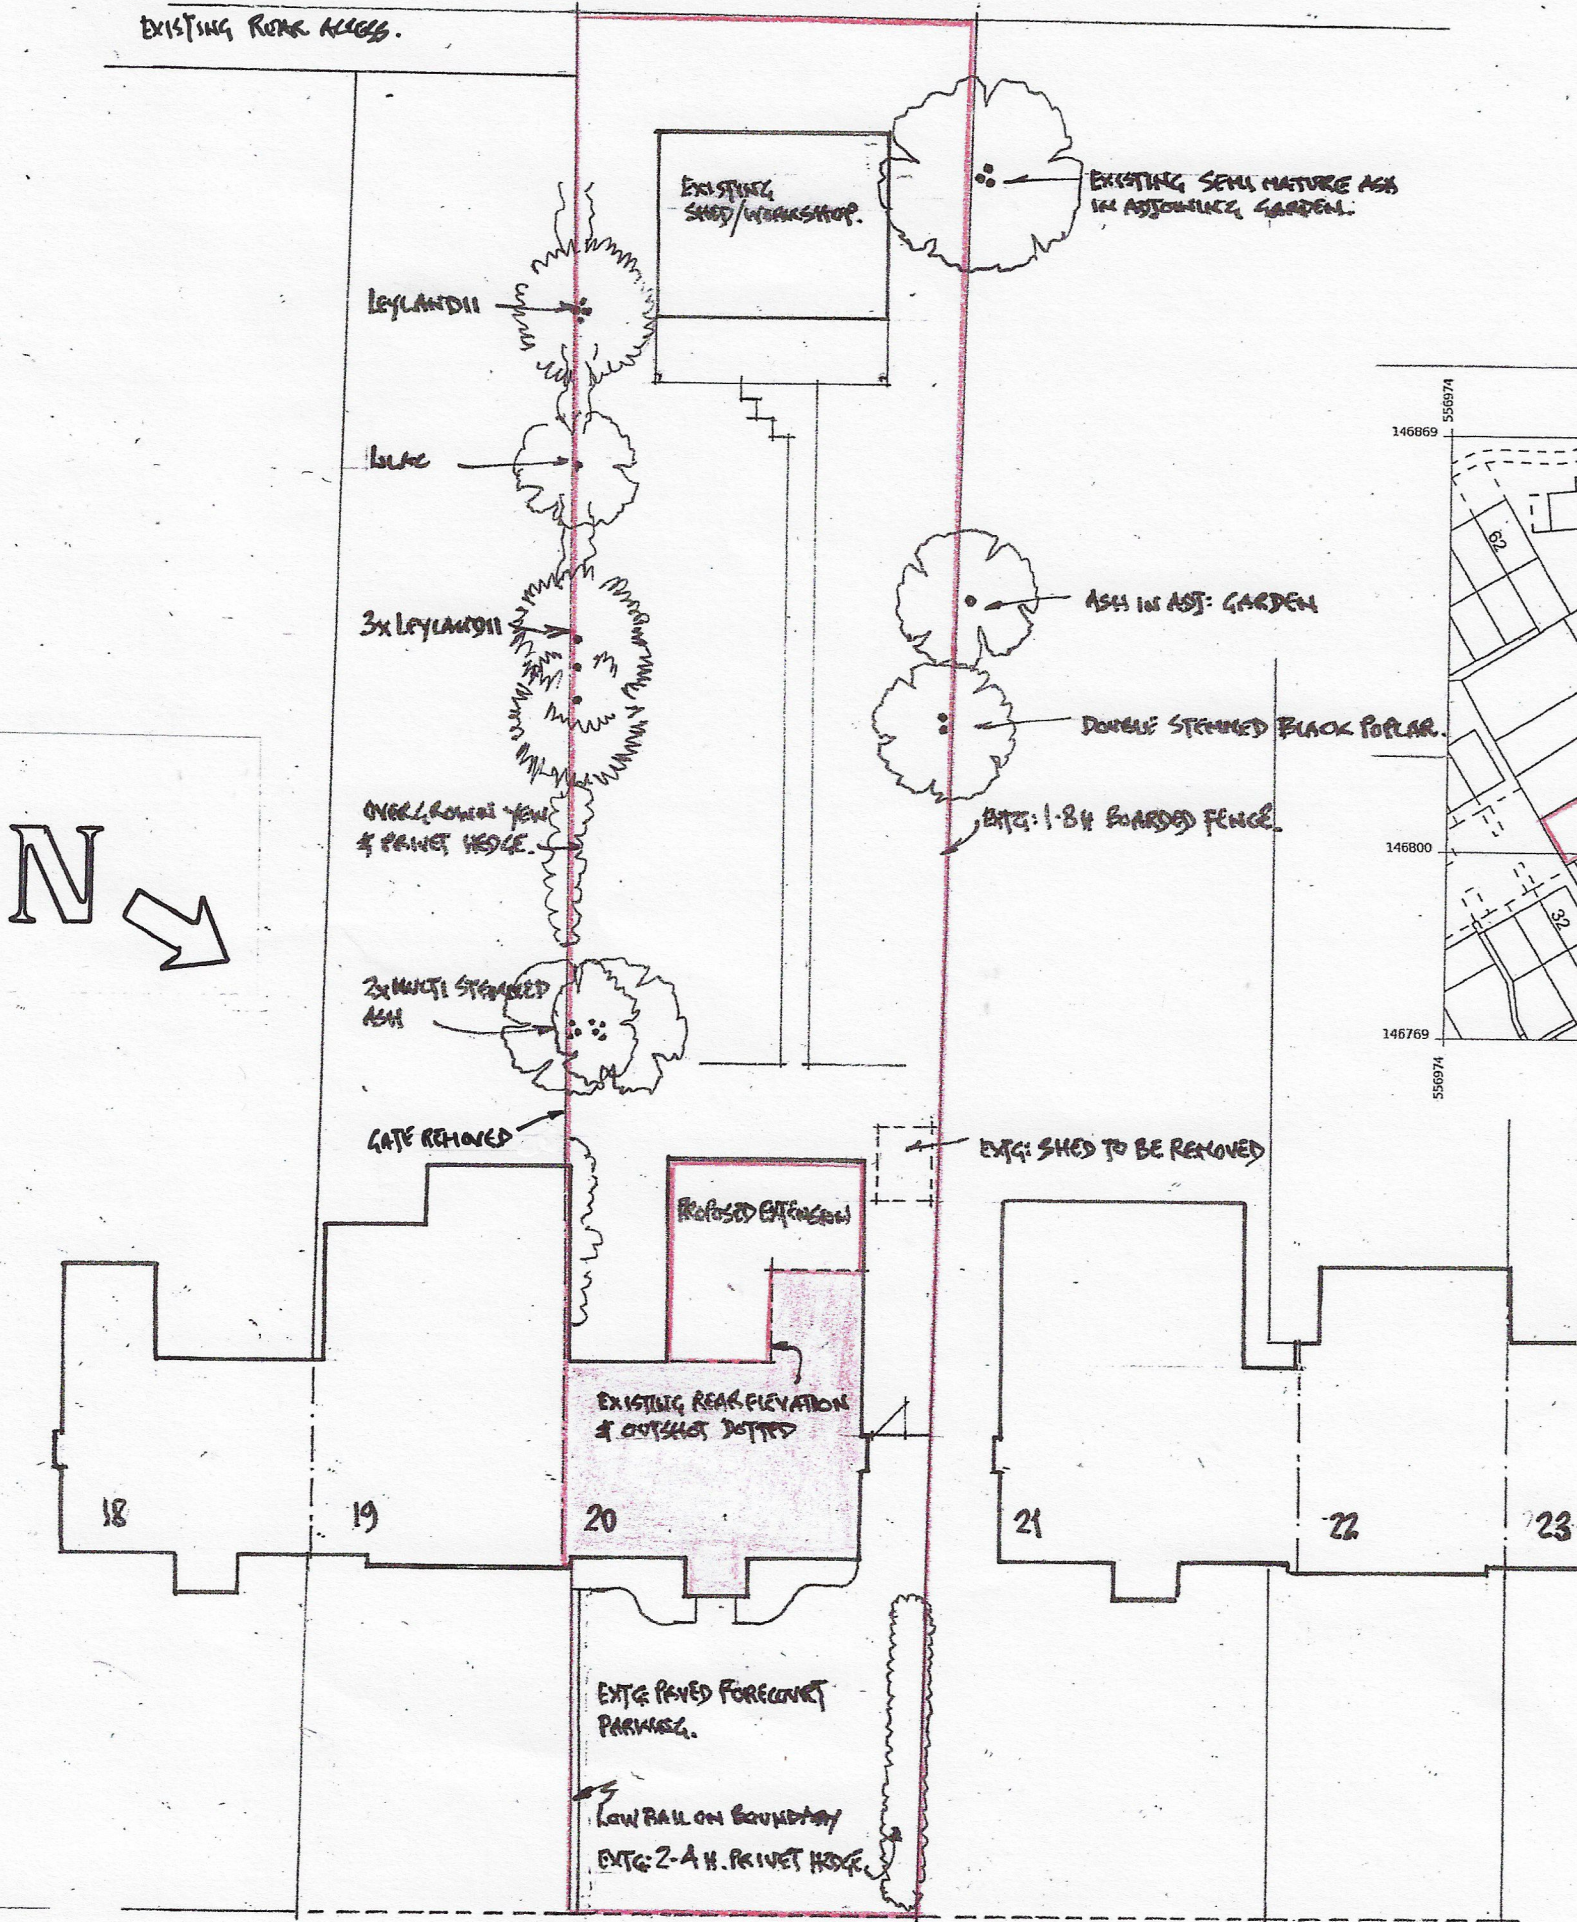 EXISTING REAR ACCESS.
EXISTING
SHED/WORKSHOP.
EXISTING SEMI MATURE ASH
IN ADJOINING GARDEN.
LEYLANDII
556974
146869
LILAC
62
ASH IN ADJ: GARDEN
3x LEYLANDII
DOUBLE STEMMED BLACK POPLAR.
OVERGROWN YEW
& PRIVET HEDGE.
EXTG: 1·8H BOARDED FENCE.
146800
N
32
2x MULTI STEMMED
ASH
146769
556974
GATE REMOVED
EXTG: SHED TO BE REMOVED
PROPOSED EXTENSION
EXISTING REAR ELEVATION
& OUTSHOT DOTTED
18
19
20
21
22
23
EXTG: PAVED FORECOURT
PARKING.
LOW RAIL ON BOUNDARY
EXTG: 2·4 H. PRIVET HEDGE.